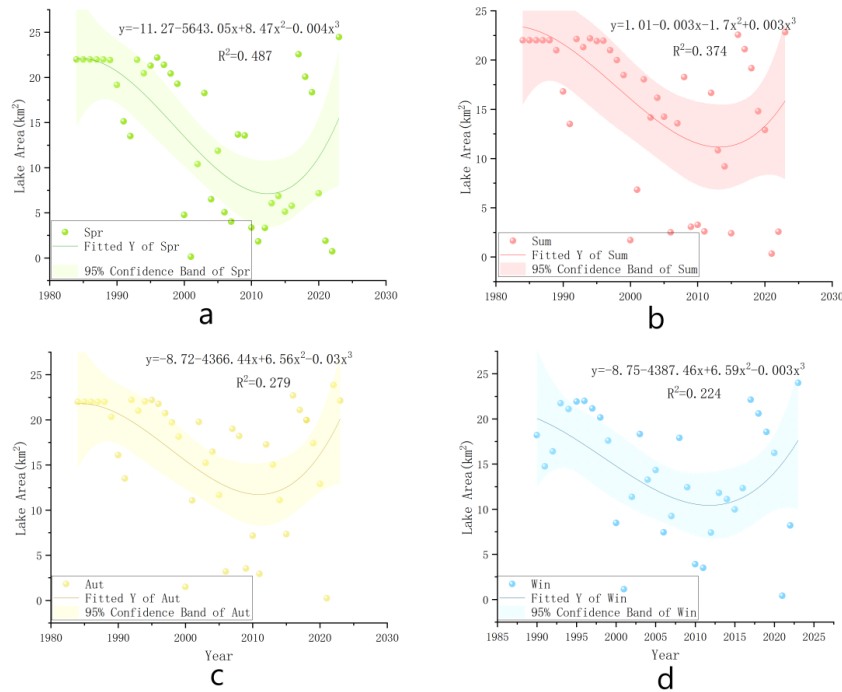 y=-11.27-5643.05x+8.47x²-0.004x³
R²=0.487
Lake Area(km²)
25
20
15
10
5
0
Spr
Fitted Y of Spr
95% Confidence Band of Spr
1980 1990 2000 2010 2020 2030
a
y=1.01-0.003x-1.7x²+0.003x³
R²=0.374
Lake Area(km²)
25
20
15
10
5
0
Sum
Fitted Y of Sum
95% Confidence Band of Sum
1980 1990 2000 2010 2020 2030
b
y=-8.72-4366.44x+6.56x²-0.03x³
R²=0.279
Lake Area(km²)
25
20
15
10
5
0
Aut
Fitted Y of Aut
95% Confidence Band of Aut
1980 1990 2000 2010 2020 2030
Year
c
y=-8.75-4387.46x+6.59x²-0.003x³
R²=0.224
Lake Area(km²)
25
20
15
10
5
0
Win
Fitted Y of Win
95% Confidence Band of Win
1985 1990 1995 2000 2005 2010 2015 2020 2025
Year
d